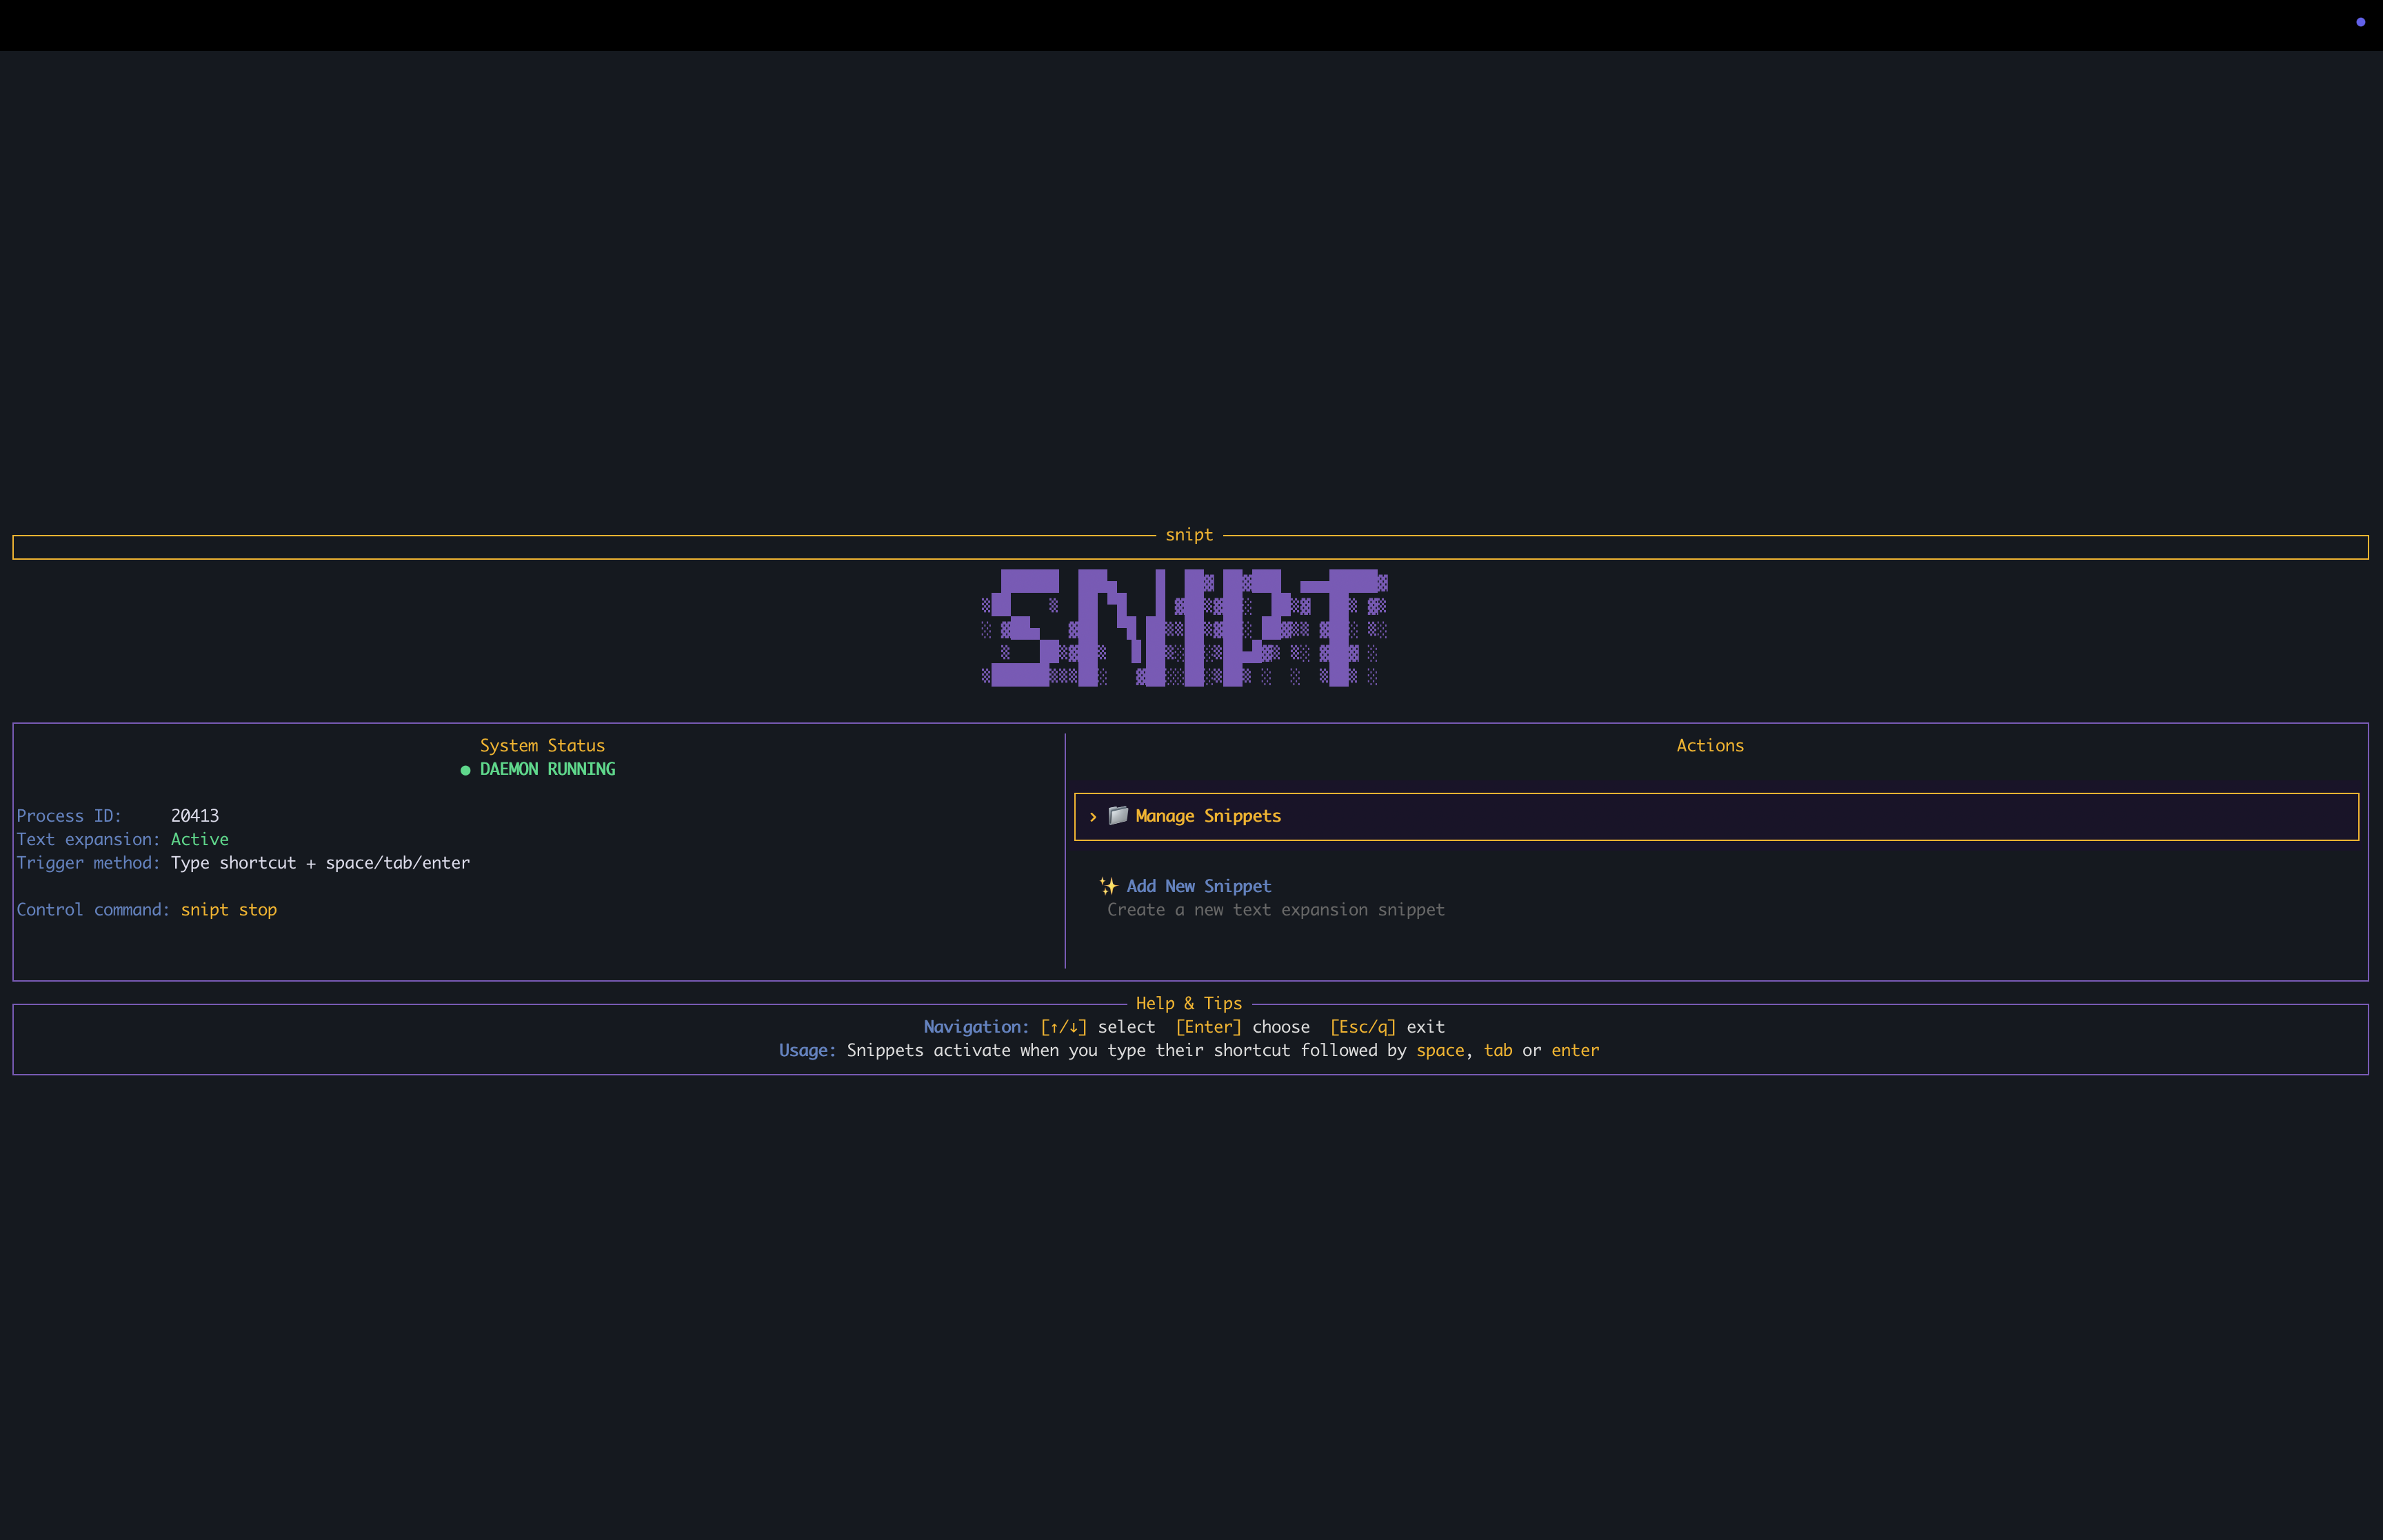 snipt
SNIPT
System Status
● DAEMON RUNNING
Process ID: 20413
Text expansion: Active
Trigger method: Type shortcut + space/tab/enter
Control command: snipt stop
Actions
› Manage Snippets
✨ Add New Snippet
Create a new text expansion snippet
Help & Tips
Navigation: [↑/↓] select [Enter] choose [Esc/q] exit
Usage: Snippets activate when you type their shortcut followed by space, tab or enter